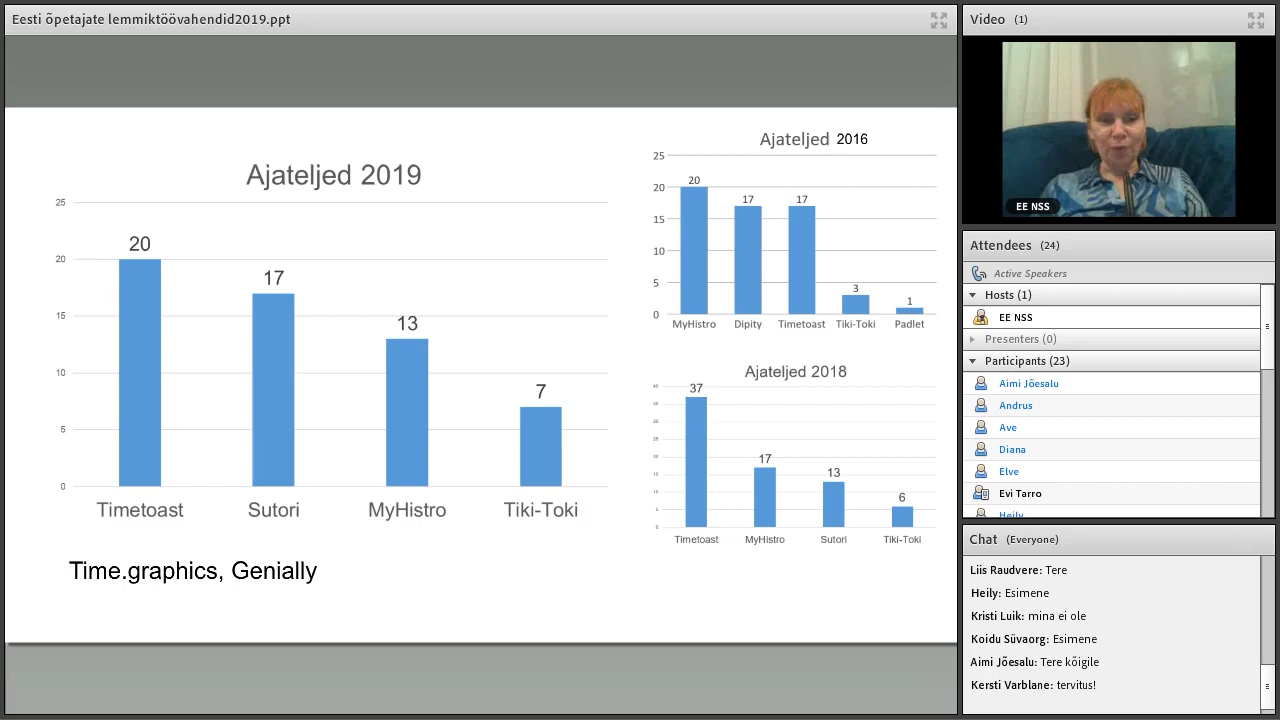 Eesti õpetajate lemmiktöövahendid2019.ppt
Ajateljed 2019
25
20
15
10
5
0
20
17
13
7
Timetoast Sutori MyHistro Tiki-Toki
Time.graphics, Genially
Ajateljed 2016
25
20
15
10
5
0
20
17
17
3
1
MyHistro Dipity Timetoast Tiki-Toki Padlet
Ajateljed 2018
37
17
13
6
Timetoast MyHistro Sutori Tiki-Toki
Video (1)
EE NSS
Attendees (24)
Active Speakers
Hosts (1)
EE NSS
Presenters (0)
Participants (23)
Aimi Jõesalu
Andrus
Ave
Diana
Elve
Evi Tarro
Heily
Chat (Everyone)
Liis Raudvere: Tere
Heily: Esimene
Kristi Luik: mina ei ole
Koidu Süvaorg: Esimene
Aimi Jõesalu: Tere kõigile
Kersti Varblane: tervitus!